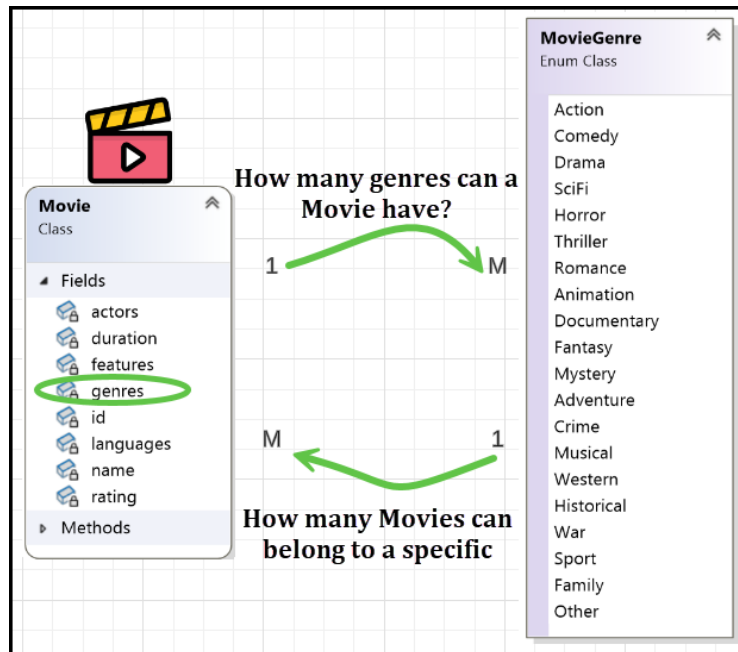 Movie
Class
Fields
actors
duration
features
genres
id
languages
name
rating
Methods
How many genres can a
Movie have?
1
M
M
1
How many Movies can
belong to a specific
MovieGenre
Enum Class
Action
Comedy
Drama
SciFi
Horror
Thriller
Romance
Animation
Documentary
Fantasy
Mystery
Adventure
Crime
Musical
Western
Historical
War
Sport
Family
Other